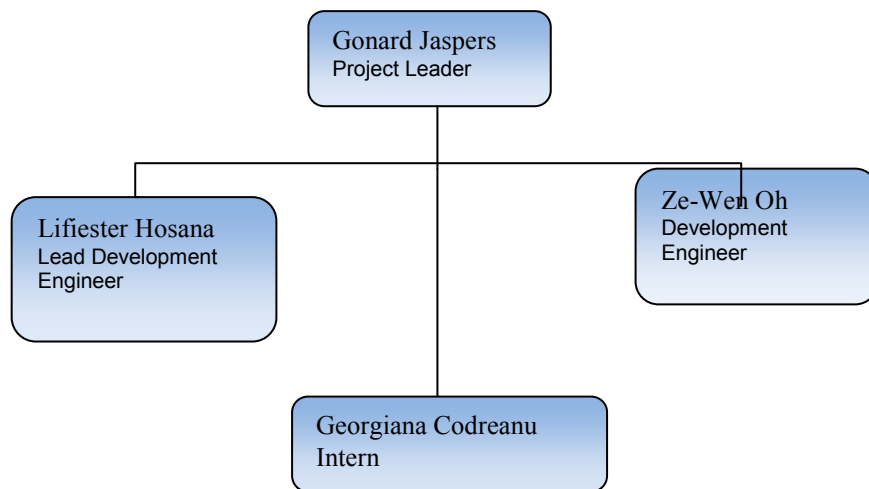 Gonard Jaspers
Project Leader
Lifiester Hosana
Lead Development
Engineer
Ze-Wen Oh
Development
Engineer
Georgiana Codreanu
Intern